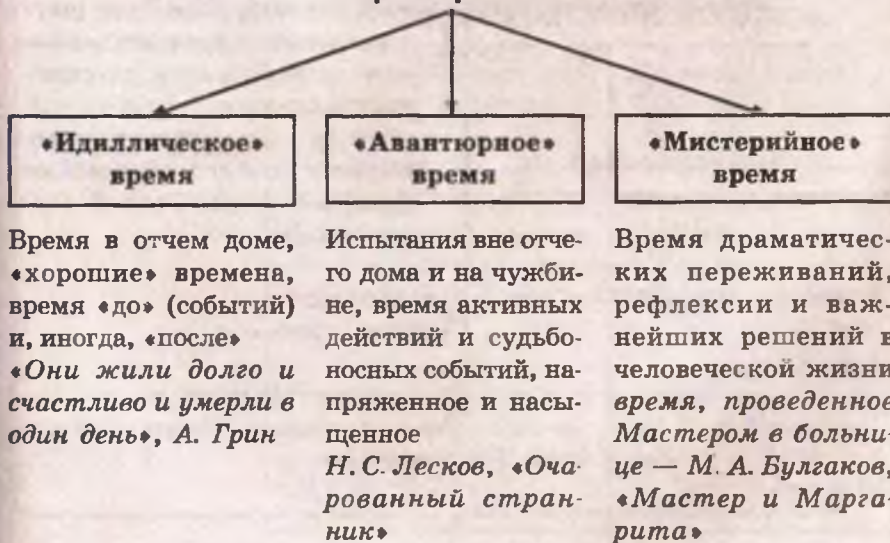 «Идиллическое»
время
«Авантюрное»
время
«Мистерийное»
время
Время в отчем доме,
«хорошие» времена,
время «до» (событий)
и, иногда, «после»
«Они жили долго и
счастливо и умерли в
один день», А. Грин
Испытания вне отче-
го дома и на чужби-
не, время активных
действий и судьбо-
носных событий, на-
пряженное и насы-
щенное
Н. С. Лесков, «Оча-
рованный стран-
ник»
Время драматичес-
ких переживаний,
рефлексии и важ-
нейших решений в
человеческой жизни
время, проведенное
Мастером в больни-
це — М. А. Булгаков,
«Мастер и Марга-
рита»